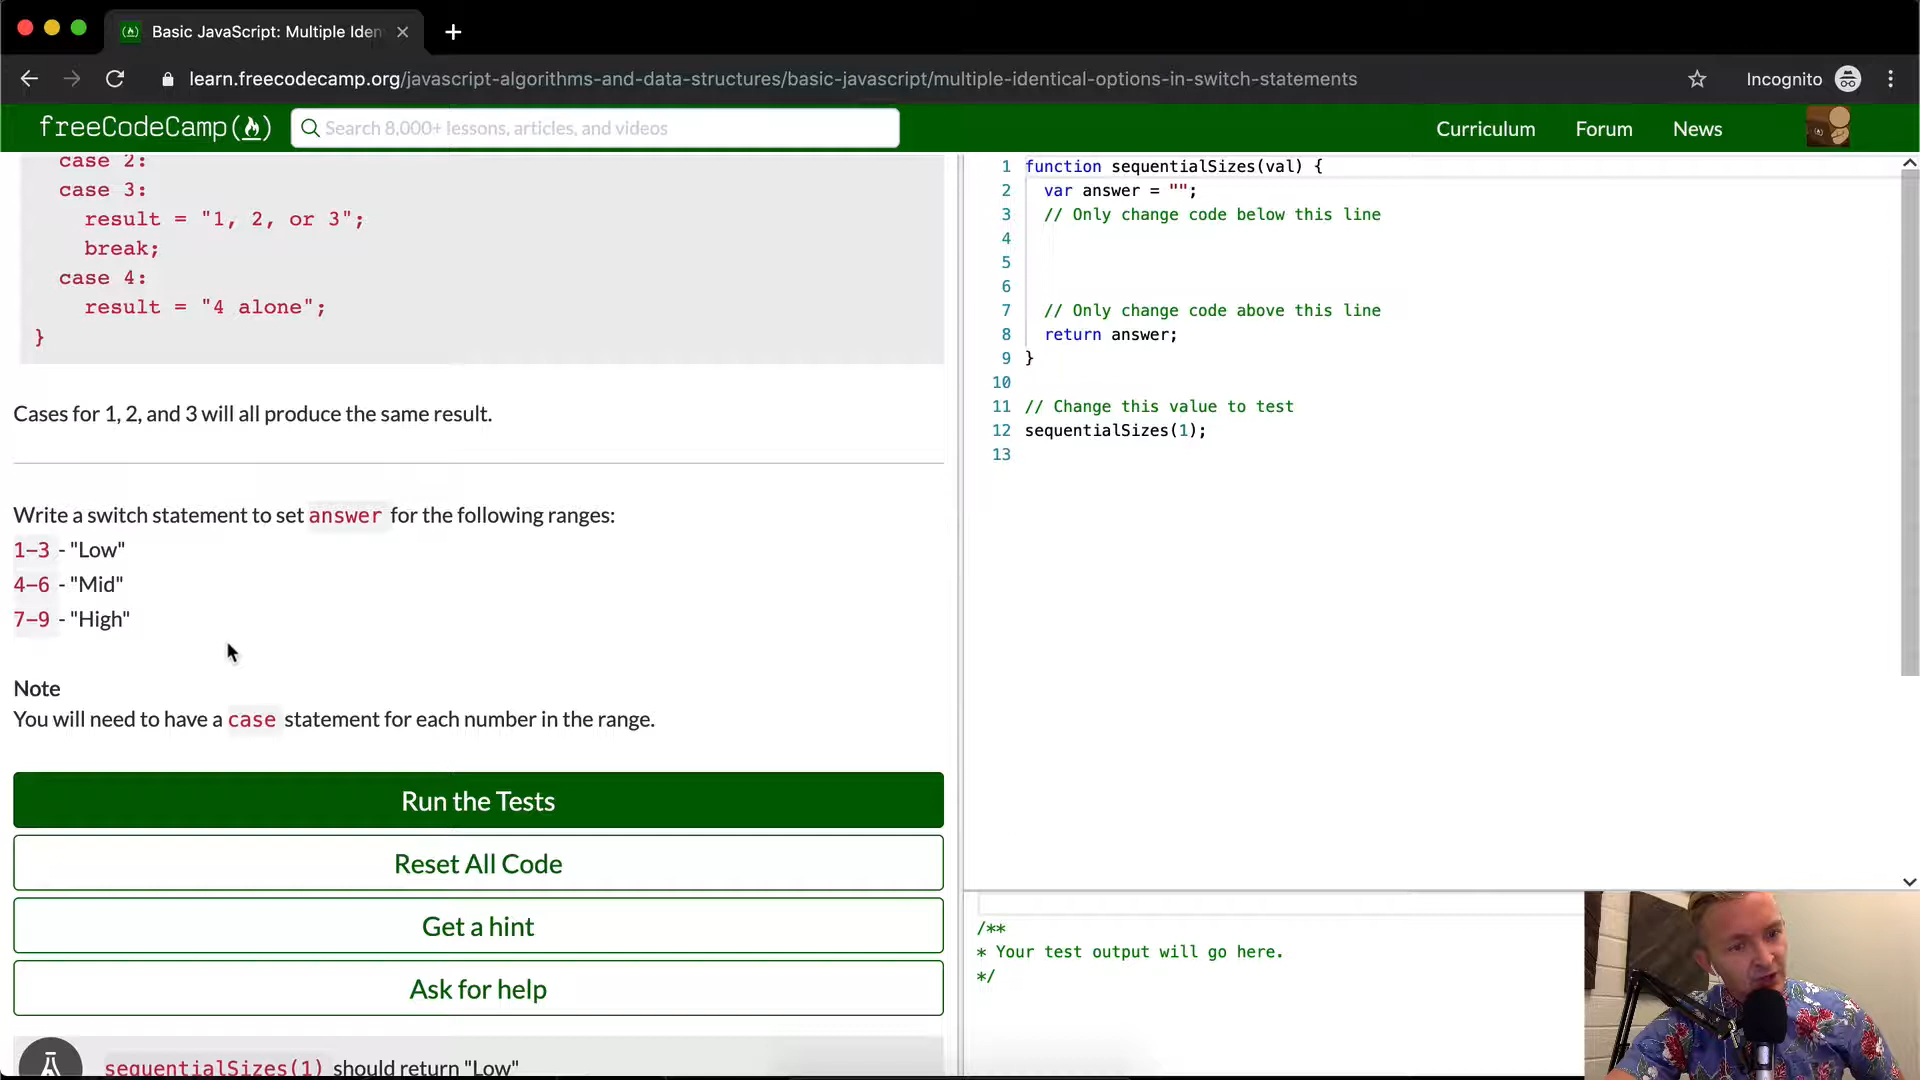 Basic JavaScript: Multiple Iden
learn.freecodecamp.org/javascript-algorithms-and-data-structures/basic-javascript/multiple-identical-options-in-switch-statements
Incognito
freeCodeCamp
Search 8,000+ lessons, articles, and videos
Curriculum
Forum
News
case 2:
case 3:
result = "1, 2, or 3";
break;
case 4:
result = "4 alone";
}
Cases for 1, 2, and 3 will all produce the same result.
Write a switch statement to set answer for the following ranges:
1-3 - "Low"
4-6 - "Mid"
7-9 - "High"
Note
You will need to have a case statement for each number in the range.
Run the Tests
Reset All Code
Get a hint
Ask for help
sequentialSizes(1) should return "Low"
1 function sequentialSizes(val) {
2 var answer = "";
3 // Only change code below this line
4
5
6
7 // Only change code above this line
8 return answer;
9 }
10
11 // Change this value to test
12 sequentialSizes(1);
13
/**
* Your test output will go here.
*/